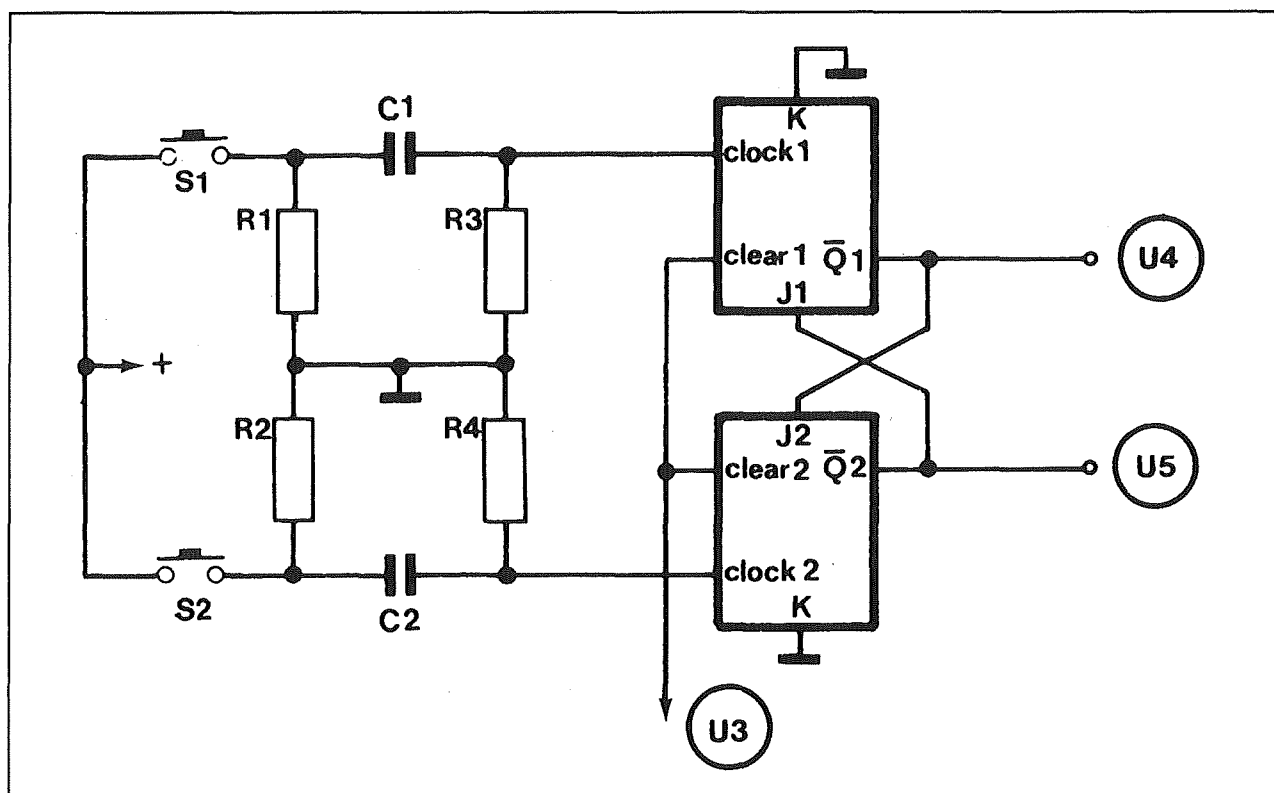 K
C1
clock 1
S1
R1
R3
clear 1 Q̅1
U4
J1
+
R2
R4
J2
clear 2 Q̅2
U5
clock 2
K
S2
C2
U3